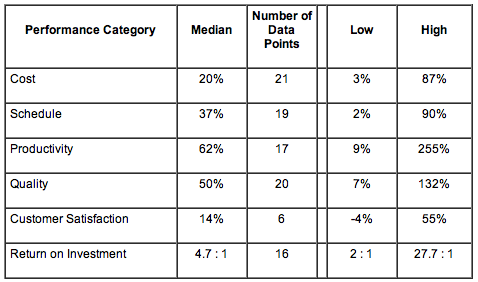 Performance Category Median Number of Data Points Low High
Cost 20% 21 3% 87%
Schedule 37% 19 2% 90%
Productivity 62% 17 9% 255%
Quality 50% 20 7% 132%
Customer Satisfaction 14% 6 -4% 55%
Return on Investment 4.7 : 1 16 2 : 1 27.7 : 1